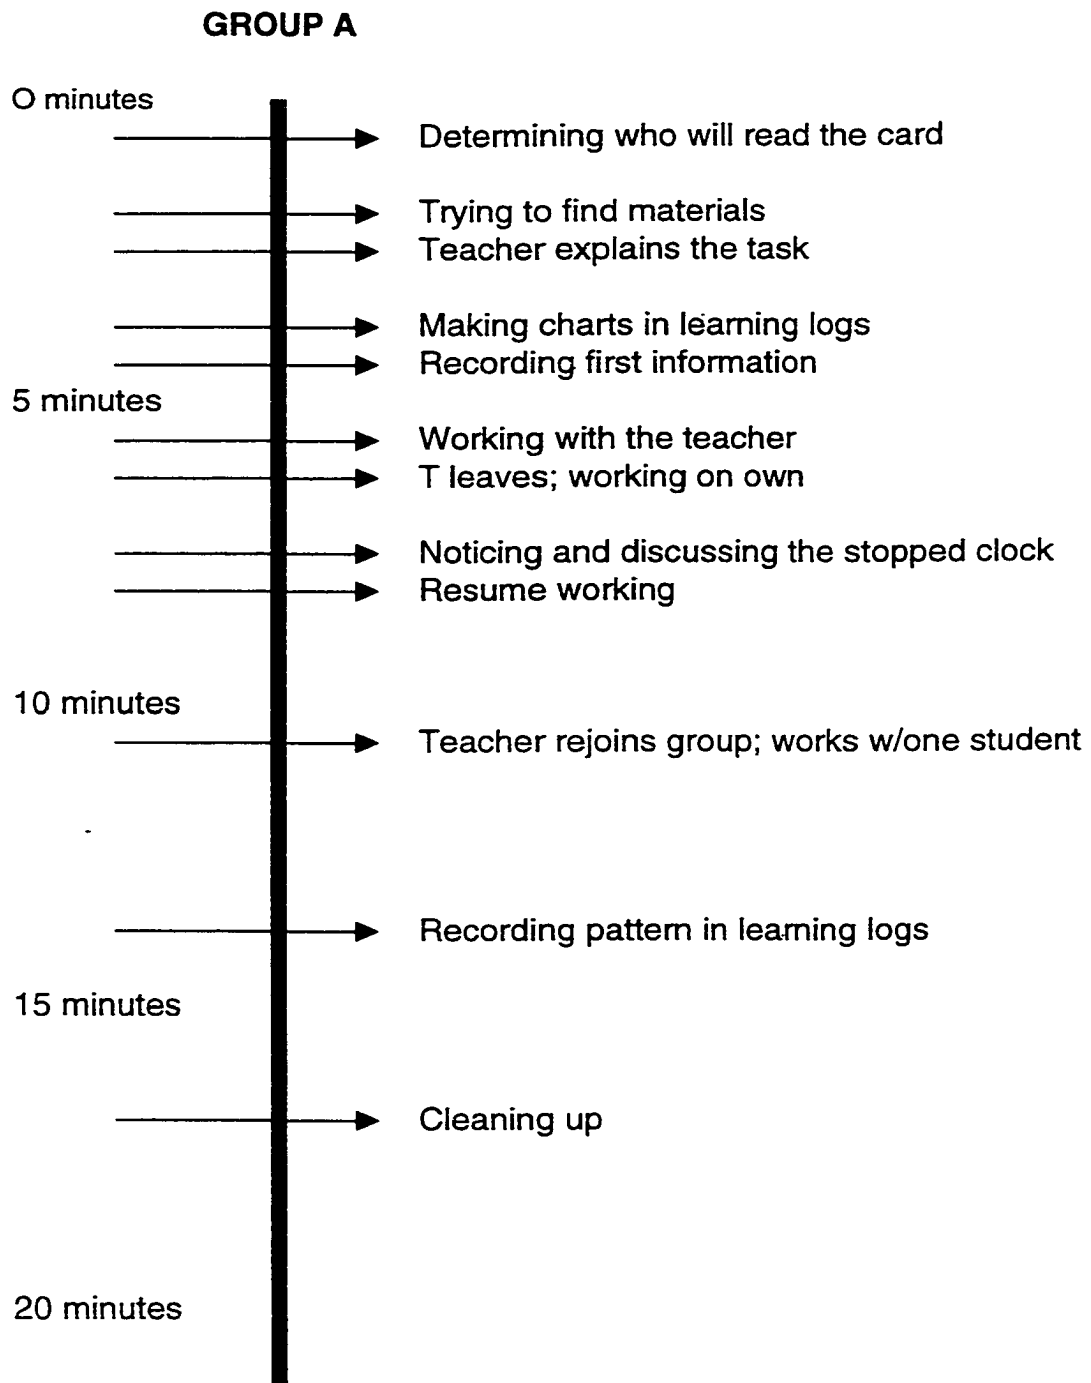 GROUP A
O minutes
Determining who will read the card
Trying to find materials
Teacher explains the task
Making charts in learning logs
Recording first information
5 minutes
Working with the teacher
T leaves; working on own
Noticing and discussing the stopped clock
Resume working
10 minutes
Teacher rejoins group; works w/one student
Recording pattern in learning logs
15 minutes
Cleaning up
20 minutes